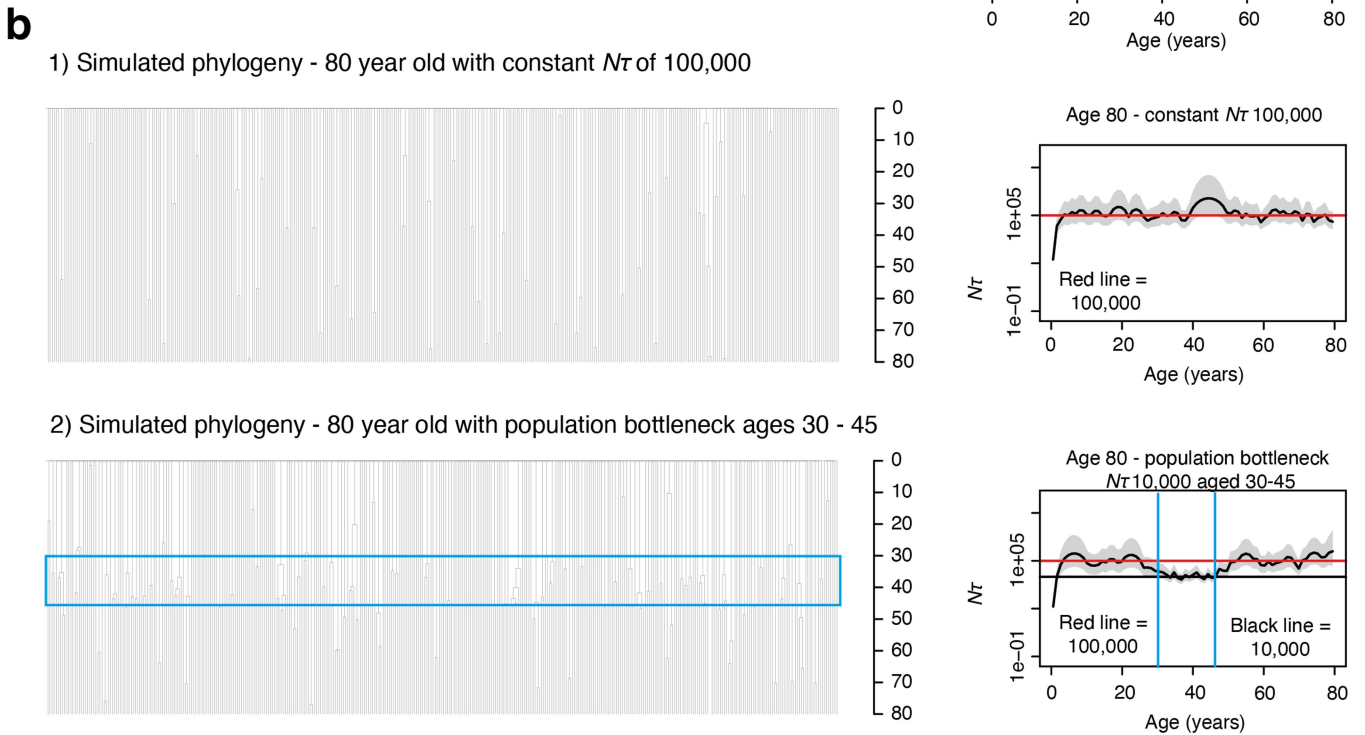 b
0 20 40 60 80
Age (years)
1) Simulated phylogeny - 80 year old with constant Nτ of 100,000
0
10
20
30
40
50
60
70
80
Age 80 - constant Nτ 100,000
Nτ
1e+05
1e−01
Red line =
100,000
0 20 40 60 80
Age (years)
2) Simulated phylogeny - 80 year old with population bottleneck ages 30 - 45
0
10
20
30
40
50
60
70
80
Age 80 - population bottleneck
Nτ 10,000 aged 30-45
Nτ
1e+05
1e−01
Red line =
100,000
Black line =
10,000
0 20 40 60 80
Age (years)